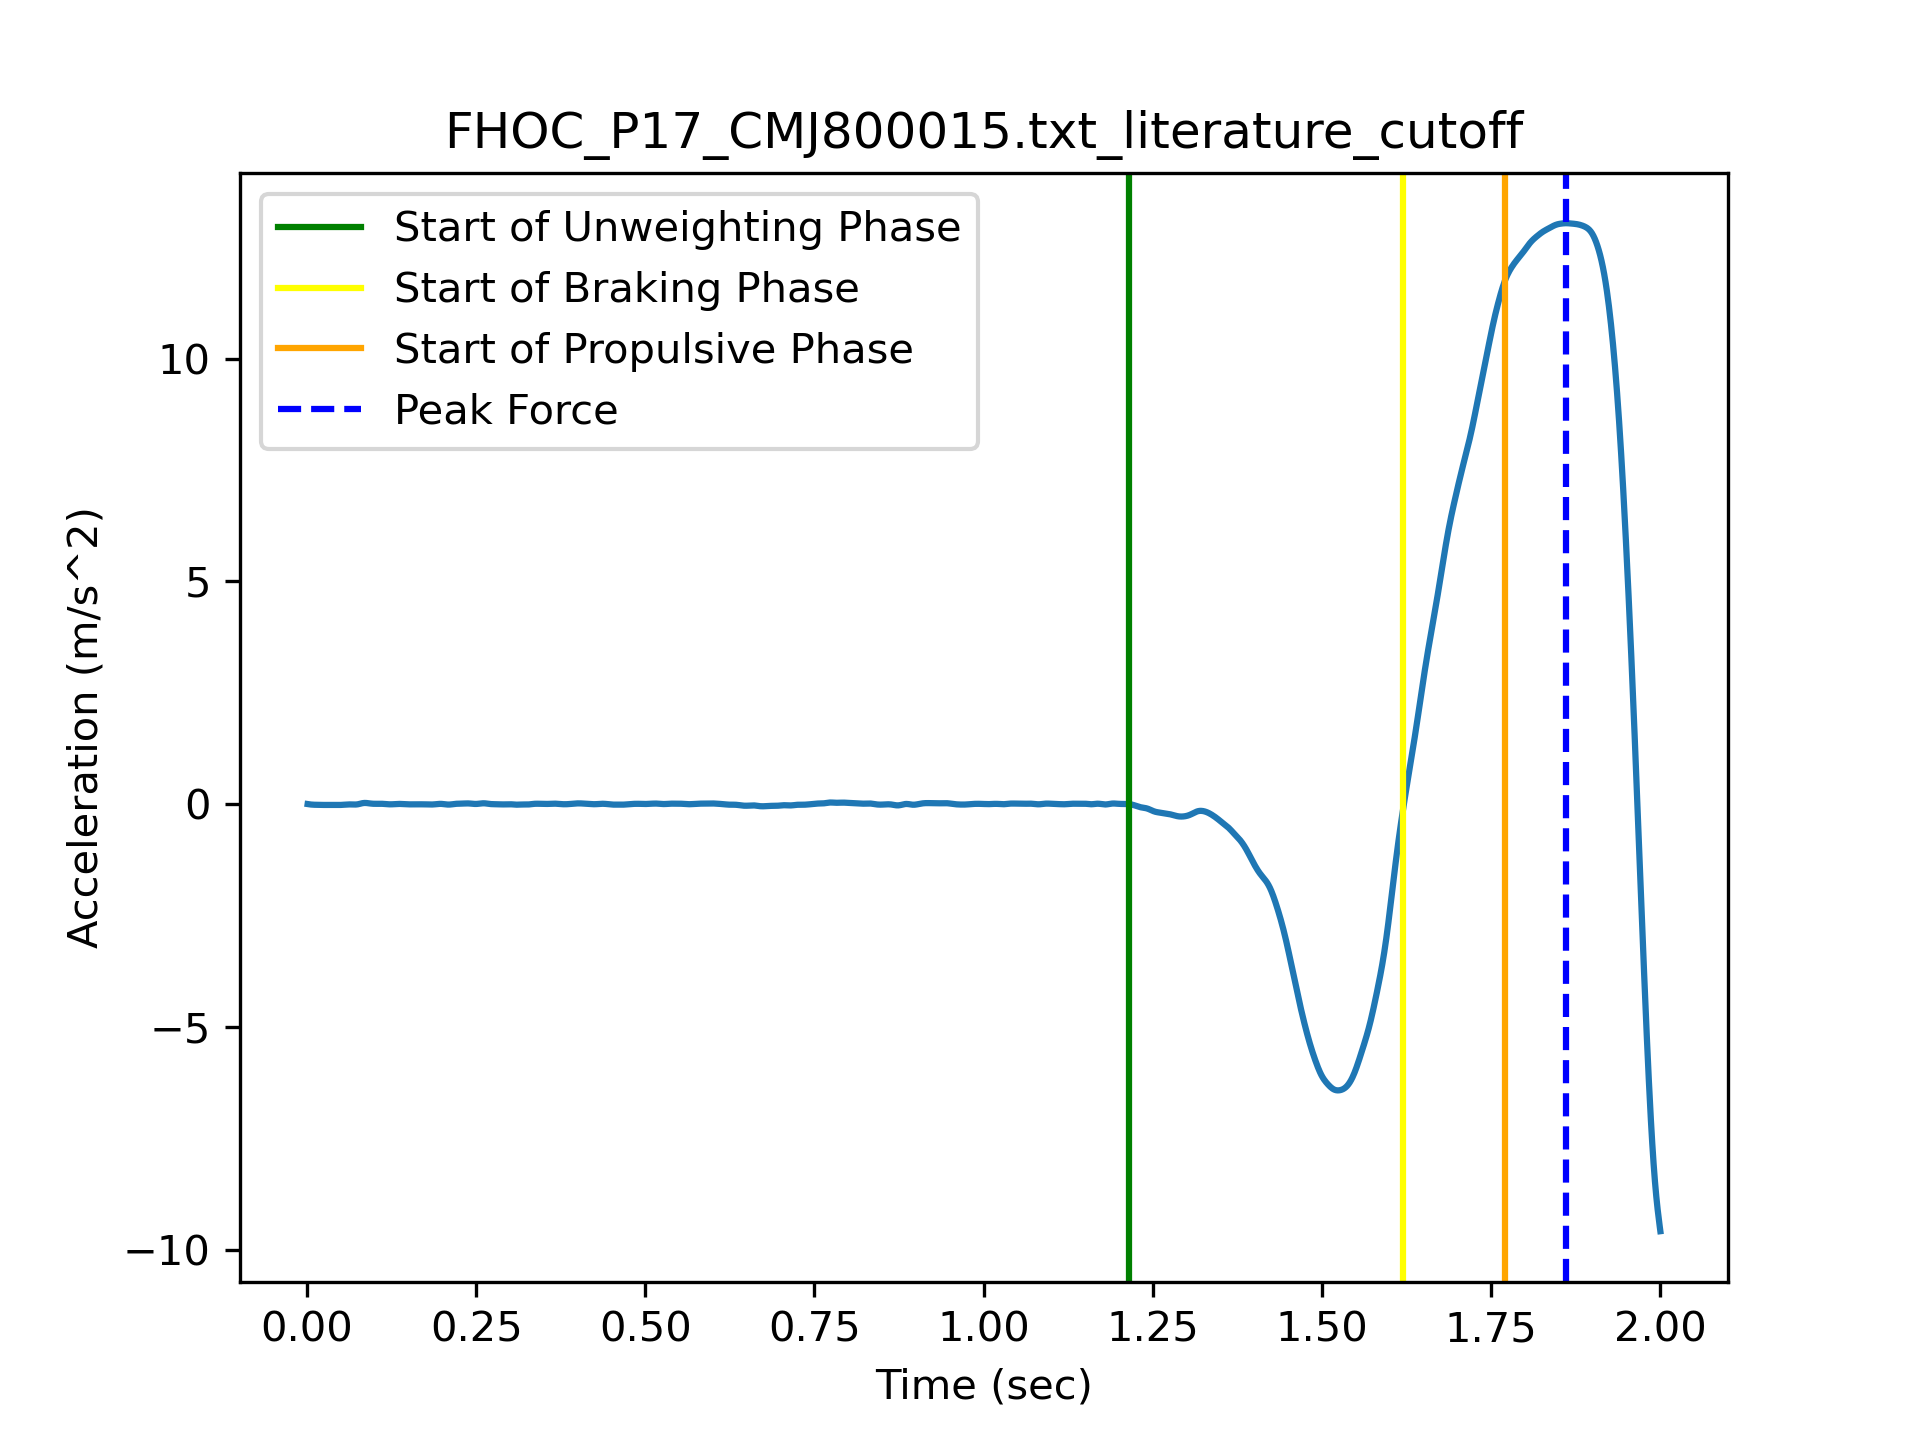 FHOC_P17_CMJ800015.txt_literature_cutoff
Start of Unweighting Phase
Start of Braking Phase
Start of Propulsive Phase
Peak Force
10
5
0
−5
−10
Acceleration (m/s^2)
0.00 0.25 0.50 0.75 1.00 1.25 1.50 1.75 2.00
Time (sec)